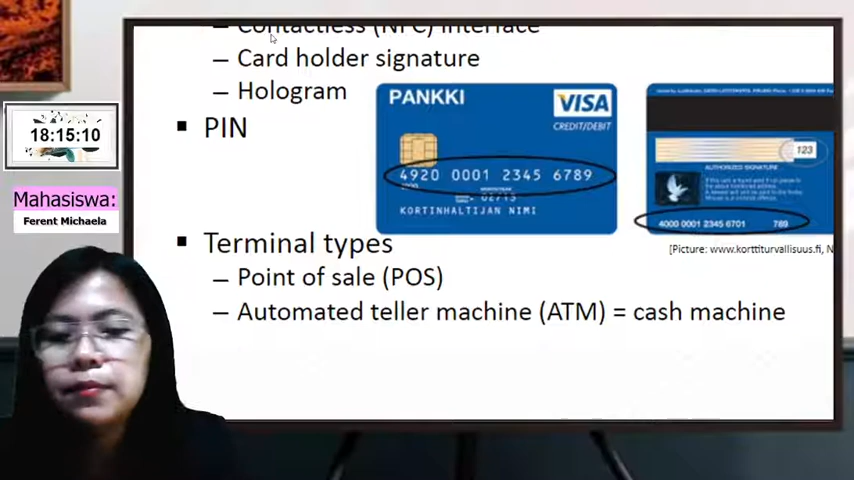 – Contactless (NFC) interface
– Card holder signature
– Hologram
▪ PIN
PANKKI
VISA
CREDIT/DEBIT
4920 0001 2345 6789
KORTINHALTIJAN NIMI
123
AUTHORIZED SIGNATURE
4000 0001 2345 6701 789
[Picture: www.korttiturvallisuus.fi, N
▪ Terminal types
– Point of sale (POS)
– Automated teller machine (ATM) = cash machine
18:15:10
Mahasiswa:
Ferent Michaela